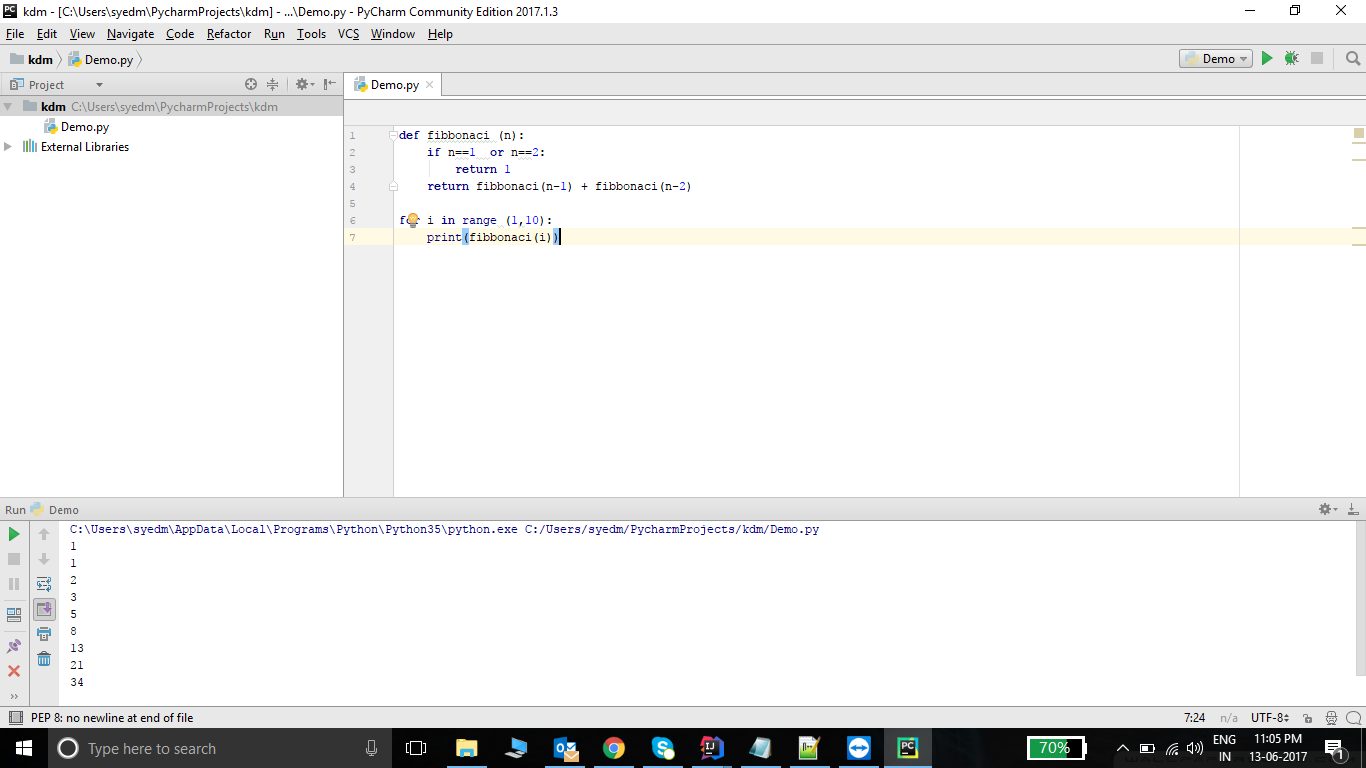 kdm - [C:\Users\syedm\PycharmProjects\kdm] - ...\Demo.py - PyCharm Community Edition 2017.1.3
File Edit View Navigate Code Refactor Run Tools VCS Window Help
kdm Demo.py Demo
Project
Demo.py
kdm C:\Users\syedm\PycharmProjects\kdm
Demo.py
External Libraries
1 def fibbonaci (n):
2 if n==1  or n==2:
3 return 1
4 return fibbonaci(n-1) + fibbonaci(n-2)
5
6 for i in range (1,10):
7 print(fibbonaci(i))
Run Demo
C:\Users\syedm\AppData\Local\Programs\Python\Python35\python.exe C:/Users/syedm/PycharmProjects/kdm/Demo.py
1
1
2
3
5
8
13
21
34
PEP 8: no newline at end of file 7:24 n/a UTF-8
Type here to search
70%
ENG
IN
11:05 PM
13-06-2017
1